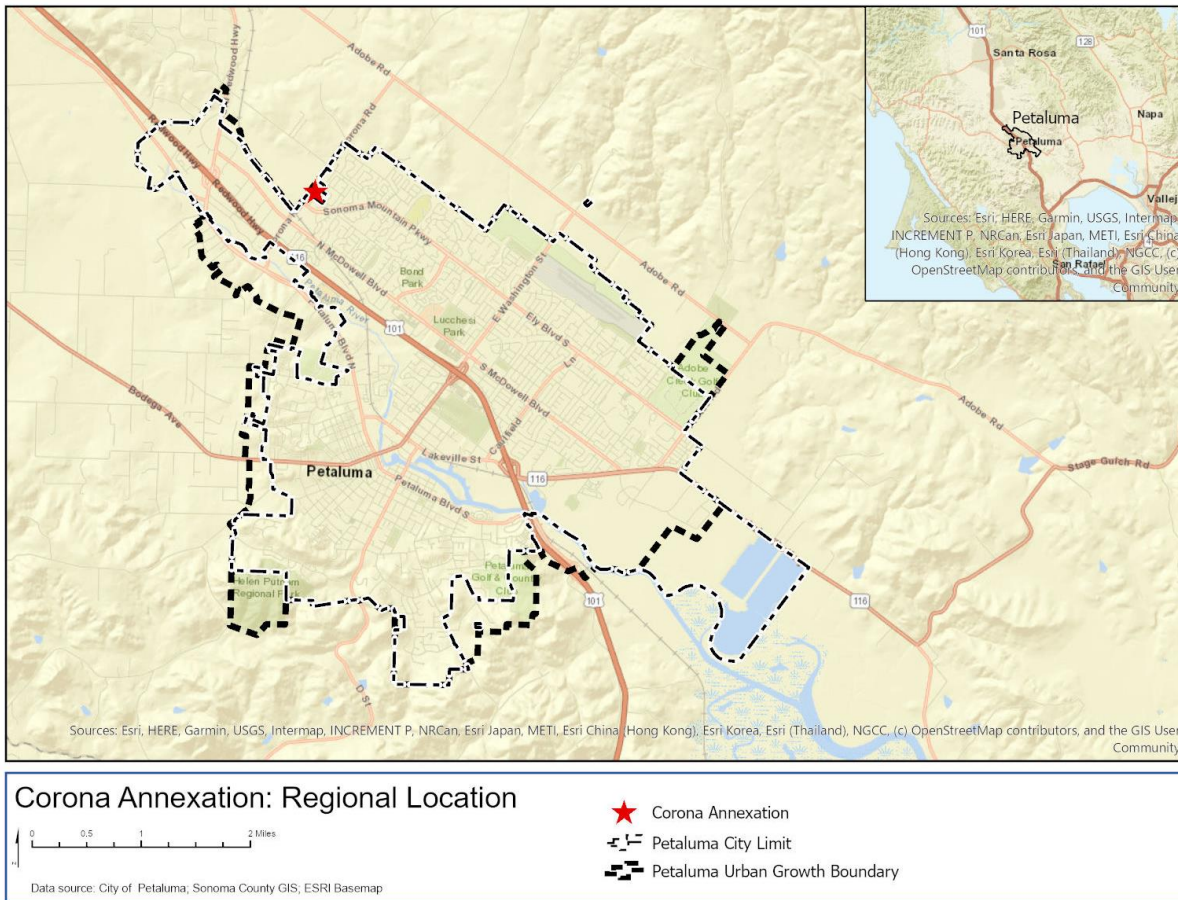 Adobe Rd
Redwood Hwy
Corona Rd
Redwood Hwy
Redwood Hwy
Sonoma Mountain Pkwy
N McDowell Blvd
116
Petaluma River
Petaluma Blvd N
Bond
Park
Lucchesi
Park
101
E Washington St
Ely Blvd S
Ln
S McDowell Blvd
Caulfield
Adobe Rd
Adobe
Creek Golf
Club
Adobe Rd
Stage Gulch Rd
Bodega Ave
Petaluma
Lakeville St
Petaluma Blvd S
116
Helen Putnam
Regional Park
Petaluma
Golf & Country
Club
101
116
D St
Sources: Esri, HERE, Garmin, USGS, Intermap, INCREMENT P, NRCan, Esri Japan, METI, Esri China (Hong Kong), Esri Korea, Esri (Thailand), NGCC, (c) OpenStreetMap contributors, and the GIS User
Community
101
128
Santa Rosa
Petaluma
Napa
Petaluma
Vallej
Sources: Esri, HERE, Garmin, USGS, Intermap,
INCREMENT P, NRCan, Esri Japan, METI, Esri China
(Hong Kong), Esri Korea, Esri (Thailand), NGCC, (c)
San Rafael
OpenStreetMap contributors, and the GIS User
Community
Corona Annexation: Regional Location
0 0.5 1 2 Miles
Data source: City of Petaluma; Sonoma County GIS; ESRI Basemap
Corona Annexation
Petaluma City Limit
Petaluma Urban Growth Boundary